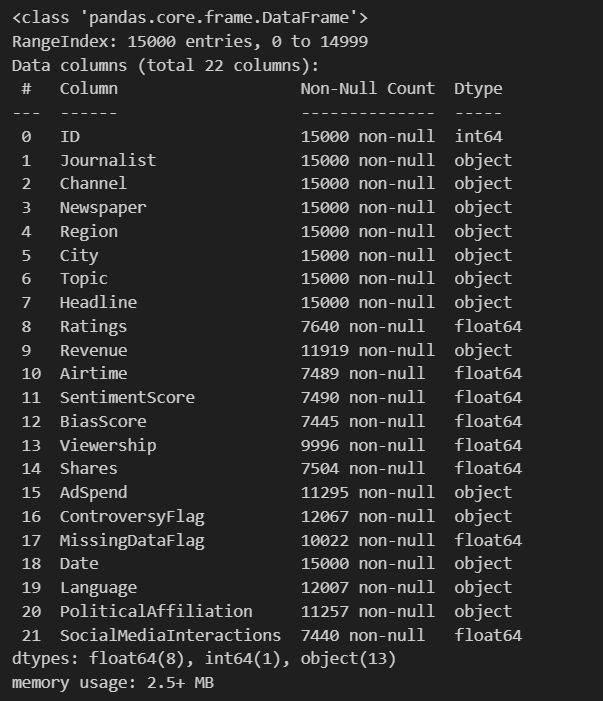 <class 'pandas.core.frame.DataFrame'>
RangeIndex: 15000 entries, 0 to 14999
Data columns (total 22 columns):
 #   Column                  Non-Null Count  Dtype
---  ------                  --------------  -----
 0   ID                      15000 non-null  int64
 1   Journalist              15000 non-null  object
 2   Channel                 15000 non-null  object
 3   Newspaper               15000 non-null  object
 4   Region                  15000 non-null  object
 5   City                    15000 non-null  object
 6   Topic                   15000 non-null  object
 7   Headline                15000 non-null  object
 8   Ratings                 7640 non-null   float64
 9   Revenue                 11919 non-null  object
 10  Airtime                 7489 non-null   float64
 11  SentimentScore          7490 non-null   float64
 12  BiasScore               7445 non-null   float64
 13  Viewership              9996 non-null   float64
 14  Shares                  7504 non-null   float64
 15  AdSpend                 11295 non-null  object
 16  ControversyFlag         12067 non-null  object
 17  MissingDataFlag         10022 non-null  float64
 18  Date                    15000 non-null  object
 19  Language                12007 non-null  object
 20  PoliticalAffiliation    11257 non-null  object
 21  SocialMediaInteractions  7440 non-null   float64
dtypes: float64(8), int64(1), object(13)
memory usage: 2.5+ MB